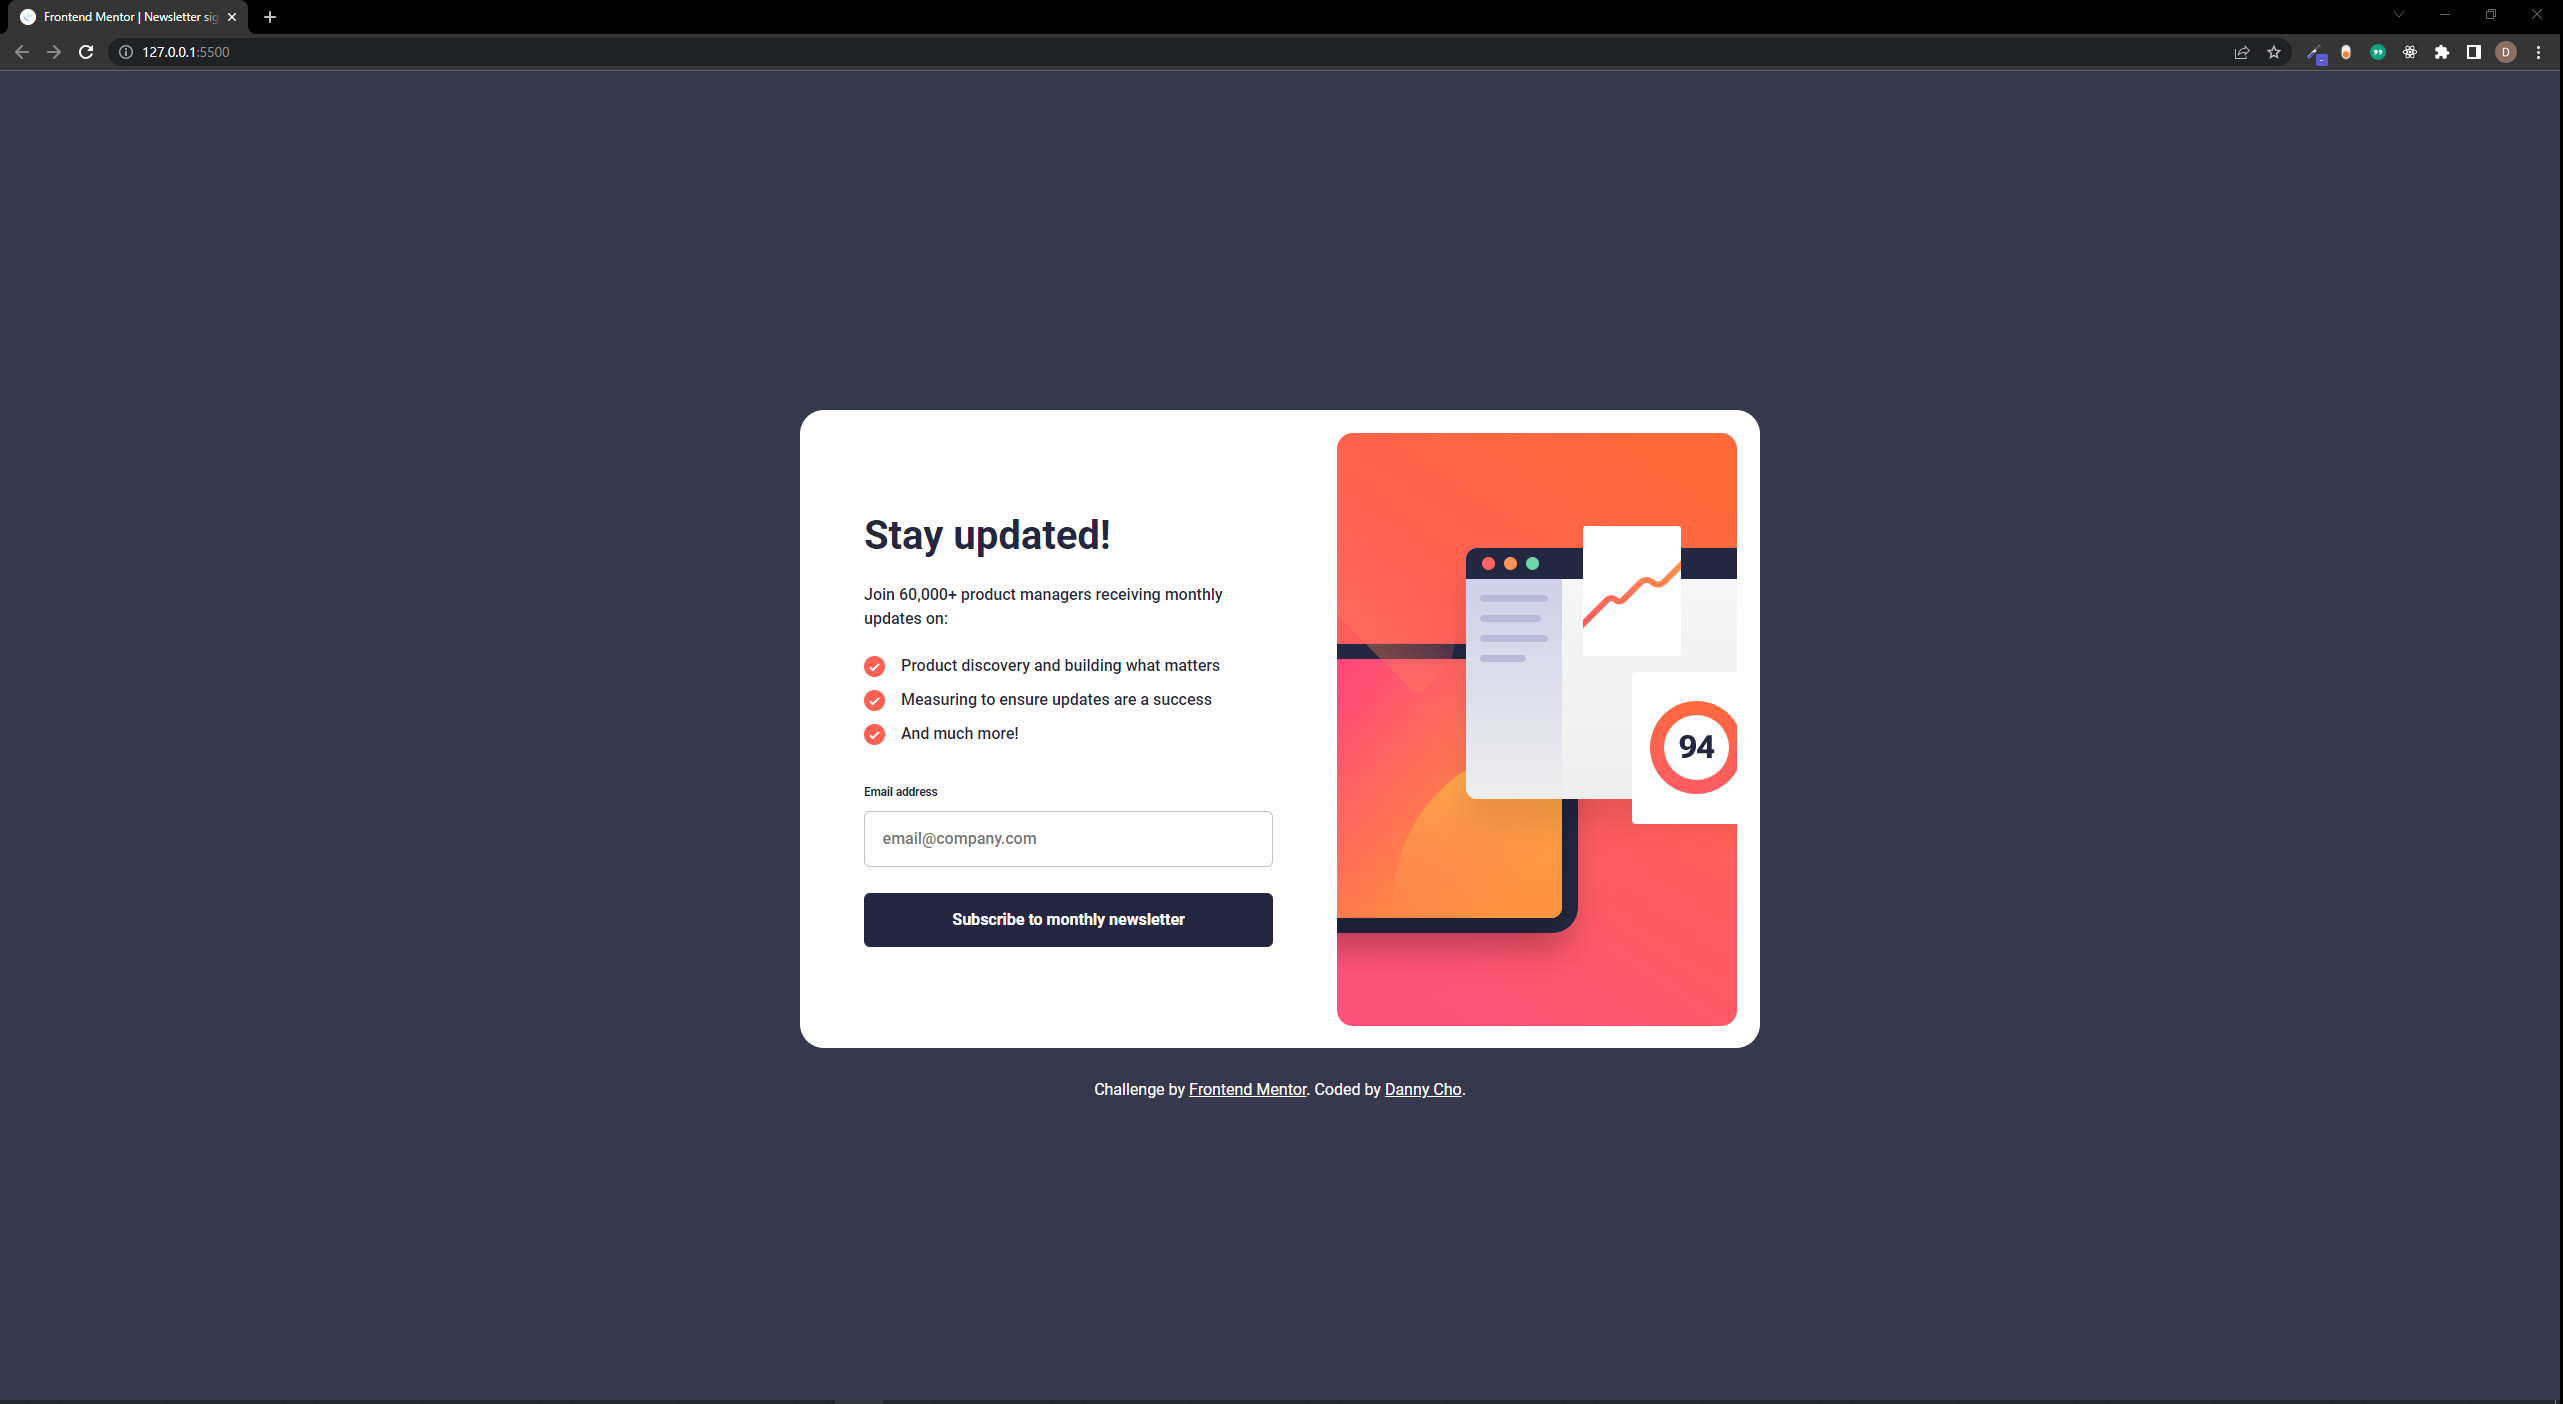 Frontend Mentor | Newsletter sig
127.0.0.1:5500
D
Stay updated!
Join 60,000+ product managers receiving monthly
updates on:
Product discovery and building what matters
Measuring to ensure updates are a success
And much more!
Email address
email@company.com
Subscribe to monthly newsletter
94
Challenge by Frontend Mentor. Coded by Danny Cho.